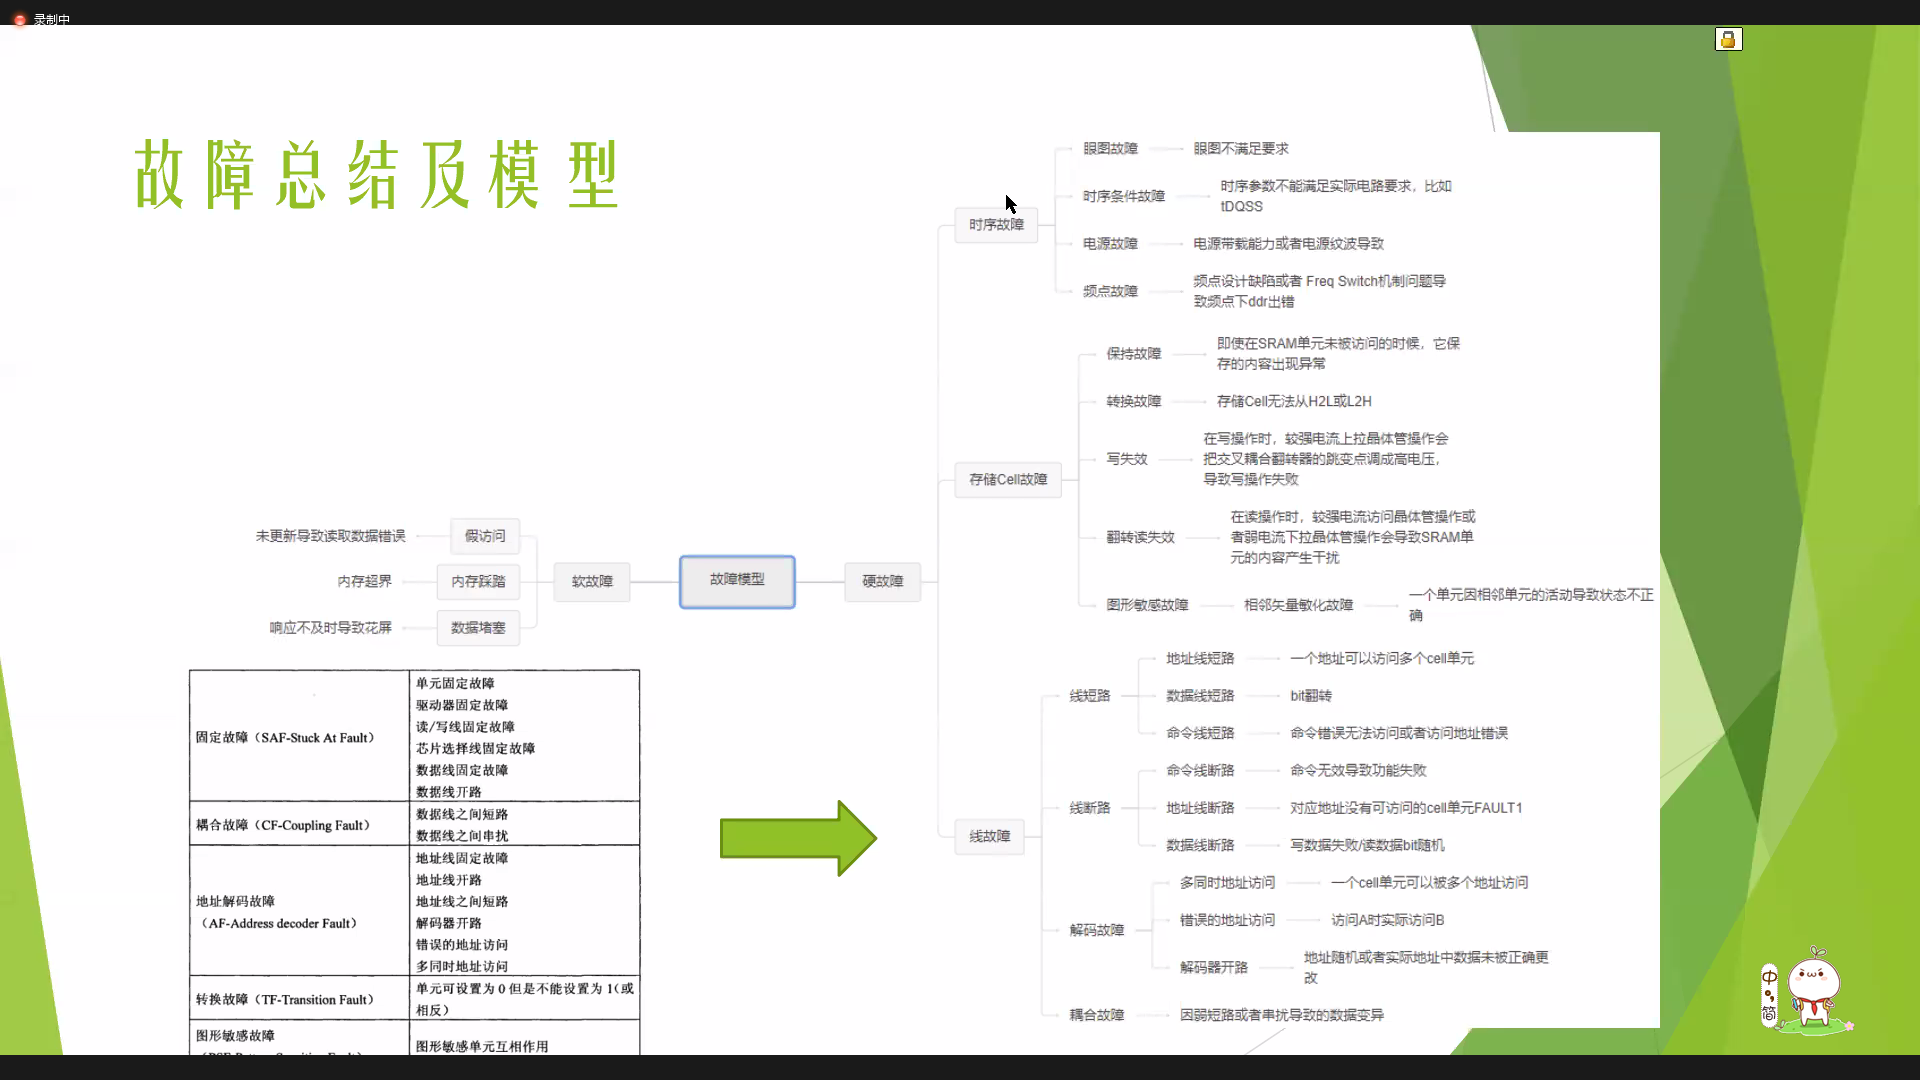 录制中
故障总结及模型
眼图故障
眼图不满足要求
时序条件故障
时序参数不能满足实际电路要求，比如
tDQSS
时序故障
电源故障
电源带载能力或者电源纹波导致
频点故障
频点设计缺陷或者 Freq Switch机制问题导
致频点下ddr出错
保持故障
即使在SRAM单元未被访问的时候，它保
存的内容出现异常
转换故障
存储Cell无法从H2L或L2H
写失效
在写操作时，较强电流上拉晶体管操作会
把交叉耦合翻转器的跳变点调成高电压，
导致写操作失败
存储Cell故障
翻转读失效
在读操作时，较强电流访问晶体管操作或
者弱电流下拉晶体管操作会导致SRAM单
元的内容产生干扰
图形敏感故障
相邻矢量敏化故障
一个单元因相邻单元的活动导致状态不正
确
未更新导致读取数据错误
假访问
内存超界
内存踩踏
响应不及时导致花屏
数据堵塞
软故障
故障模型
硬故障
线故障
线短路
地址线短路
一个地址可以访问多个cell单元
数据线短路
bit翻转
命令线短路
命令错误无法访问或者访问地址错误
线断路
命令线断路
命令无效导致功能失败
地址线断路
对应地址没有可访问的cell单元FAULT1
数据线断路
写数据失败/读数据bit随机
解码故障
多同时地址访问
一个cell单元可以被多个地址访问
错误的地址访问
访问A时实际访问B
解码器开路
地址随机或者实际地址中数据未被正确更
改
耦合故障
因弱短路或者串扰导致的数据变异
固定故障（SAF-Stuck At Fault）
单元固定故障
驱动器固定故障
读/写线固定故障
芯片选择线固定故障
数据线固定故障
数据线开路
耦合故障（CF-Coupling Fault）
数据线之间短路
数据线之间串扰
地址解码故障
（AF-Address decoder Fault）
地址线固定故障
地址线开路
地址线之间短路
解码器开路
错误的地址访问
多同时地址访问
转换故障（TF-Transition Fault）
单元可设置为 0 但是不能设置为 1（或
相反）
图形敏感故障
图形敏感单元互相作用
中
简